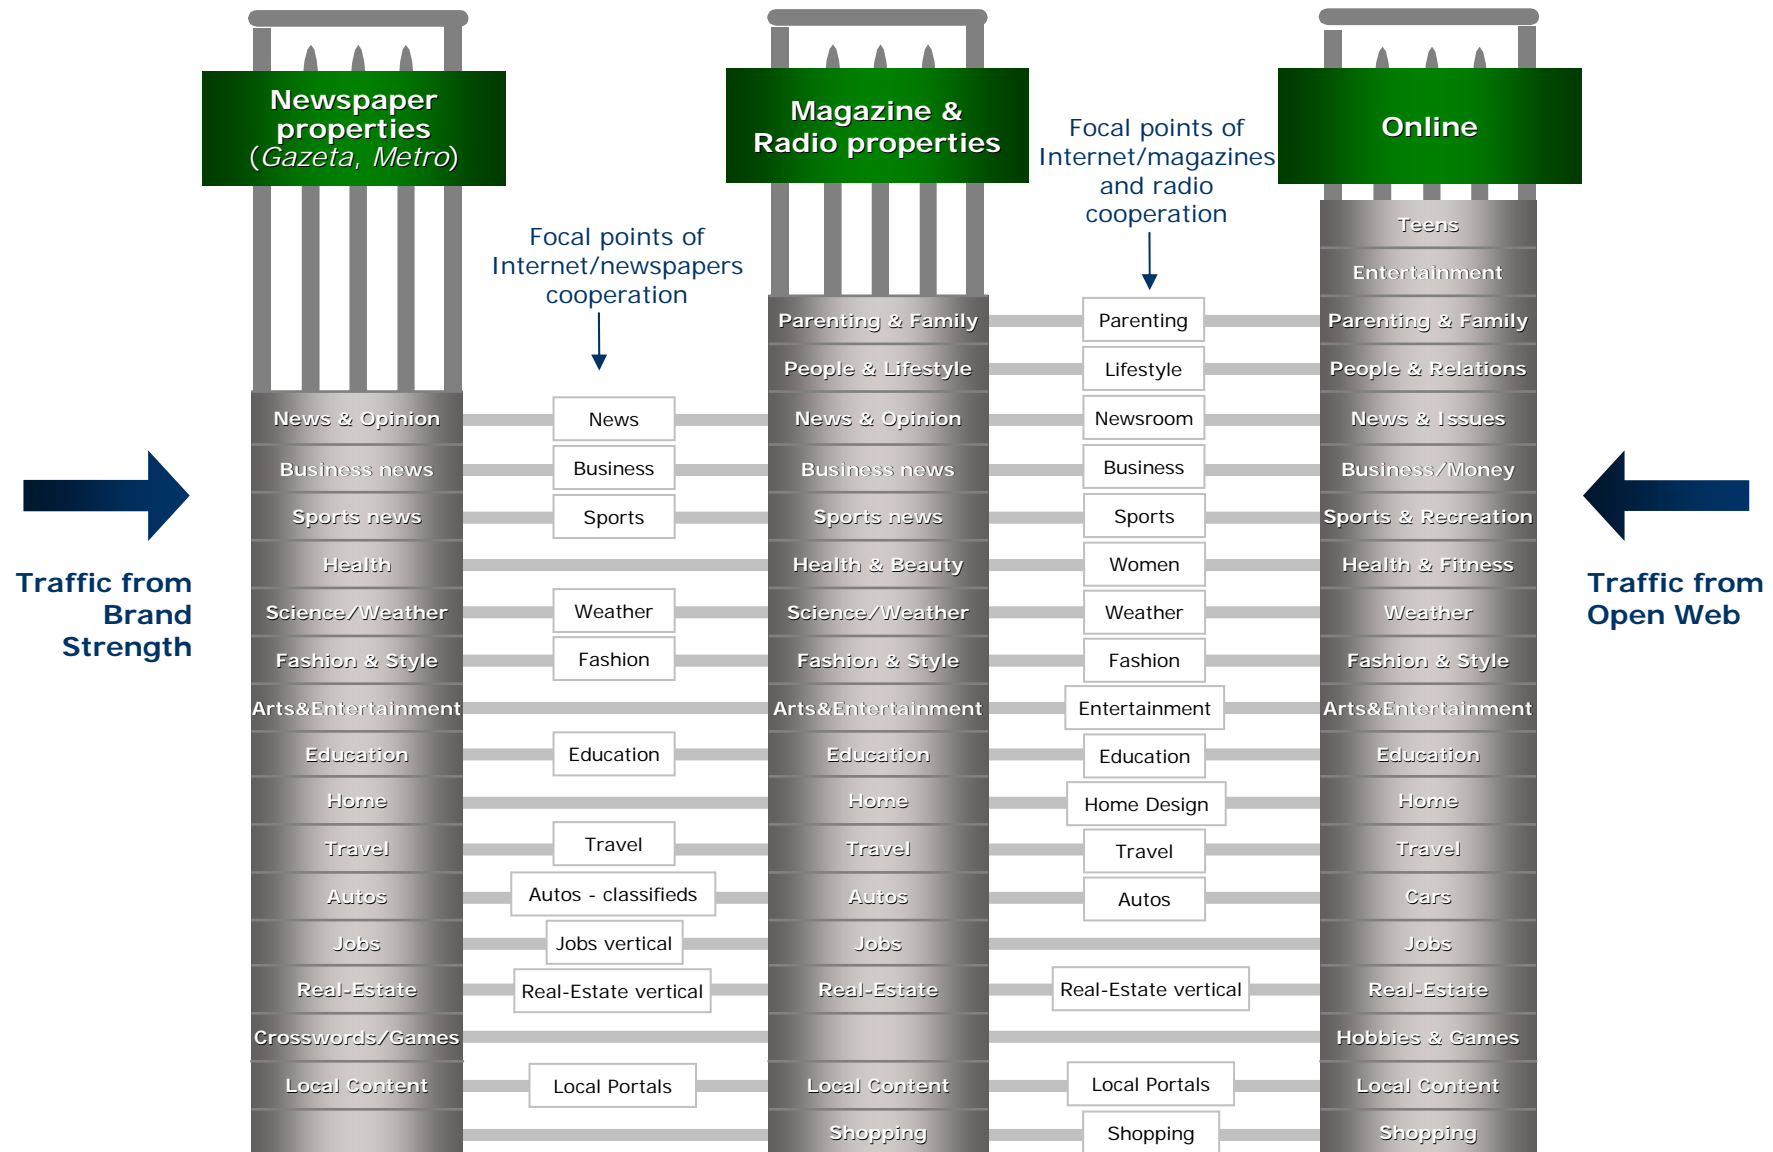 Newspaper
properties
(Gazeta, Metro)
Magazine &
Radio properties
Online
Focal points of
Internet/magazines
and radio
cooperation
Focal points of
Internet/newspapers
cooperation
Teens
Entertainment
Parenting & Family
Parenting
Parenting & Family
People & Lifestyle
Lifestyle
People & Relations
News & Opinion
News
News & Opinion
Newsroom
News & Issues
Business news
Business
Business news
Business
Business/Money
Sports news
Sports
Sports news
Sports
Sports & Recreation
Health
Health & Beauty
Women
Health & Fitness
Science/Weather
Weather
Science/Weather
Weather
Weather
Fashion & Style
Fashion
Fashion & Style
Fashion
Fashion & Style
Arts&Entertainment
Arts&Entertainment
Entertainment
Arts&Entertainment
Education
Education
Education
Education
Education
Home
Home
Home Design
Home
Travel
Travel
Travel
Travel
Travel
Autos
Autos - classifieds
Autos
Autos
Cars
Jobs
Jobs vertical
Jobs
Jobs
Real-Estate
Real-Estate vertical
Real-Estate
Real-Estate vertical
Real-Estate
Crosswords/Games
Hobbies & Games
Local Content
Local Portals
Local Content
Local Portals
Local Content
Shopping
Shopping
Shopping
Traffic from
Brand
Strength
Traffic from
Open Web